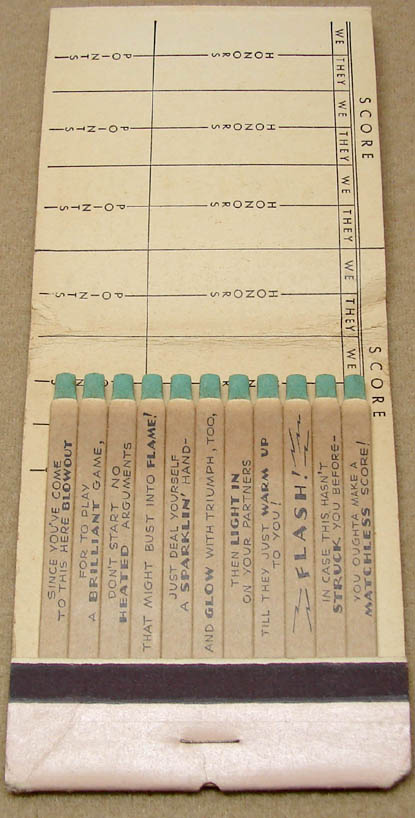 SCORE
WE THEY WE THEY WE THEY WE THEY WE
HONORS
POINTS
HONORS
POINTS
HONORS
POINTS
HONORS
POINTS
SCORE
SINCE YOU'VE COME
TO THIS HERE BLOWOUT
FOR TO PLAY
A BRILLIANT GAME,
DON'T START NO
HEATED ARGUMENTS
THAT MIGHT BUST INTO FLAME!
JUST DEAL YOURSELF
A SPARKLIN' HAND-
AND GLOW WITH TRIUMPH, TOO,
THEN LIGHT IN
ON YOUR PARTNERS
TILL THEY JUST WARM UP
TO YOU!
FLASH!
IN CASE THIS HASN'T
STRUCK YOU BEFORE-
YOU OUGHTA MAKE A
MATCHLESS SCORE!